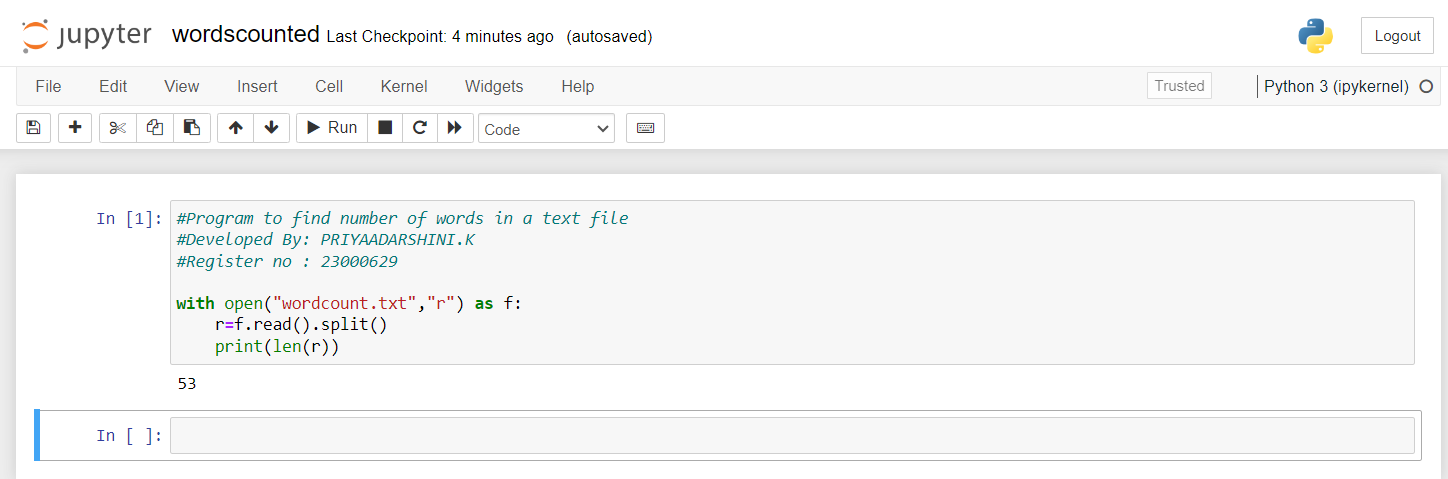 jupyter wordscounted Last Checkpoint: 4 minutes ago (autosaved) Logout
File Edit View Insert Cell Kernel Widgets Help Trusted Python 3 (ipykernel)
Run Code
In [1]: #Program to find number of words in a text file
#Developed By: PRIYAADARSHINI.K
#Register no : 23000629
with open("wordcount.txt","r") as f:
    r=f.read().split()
    print(len(r))
53
In [ ]: